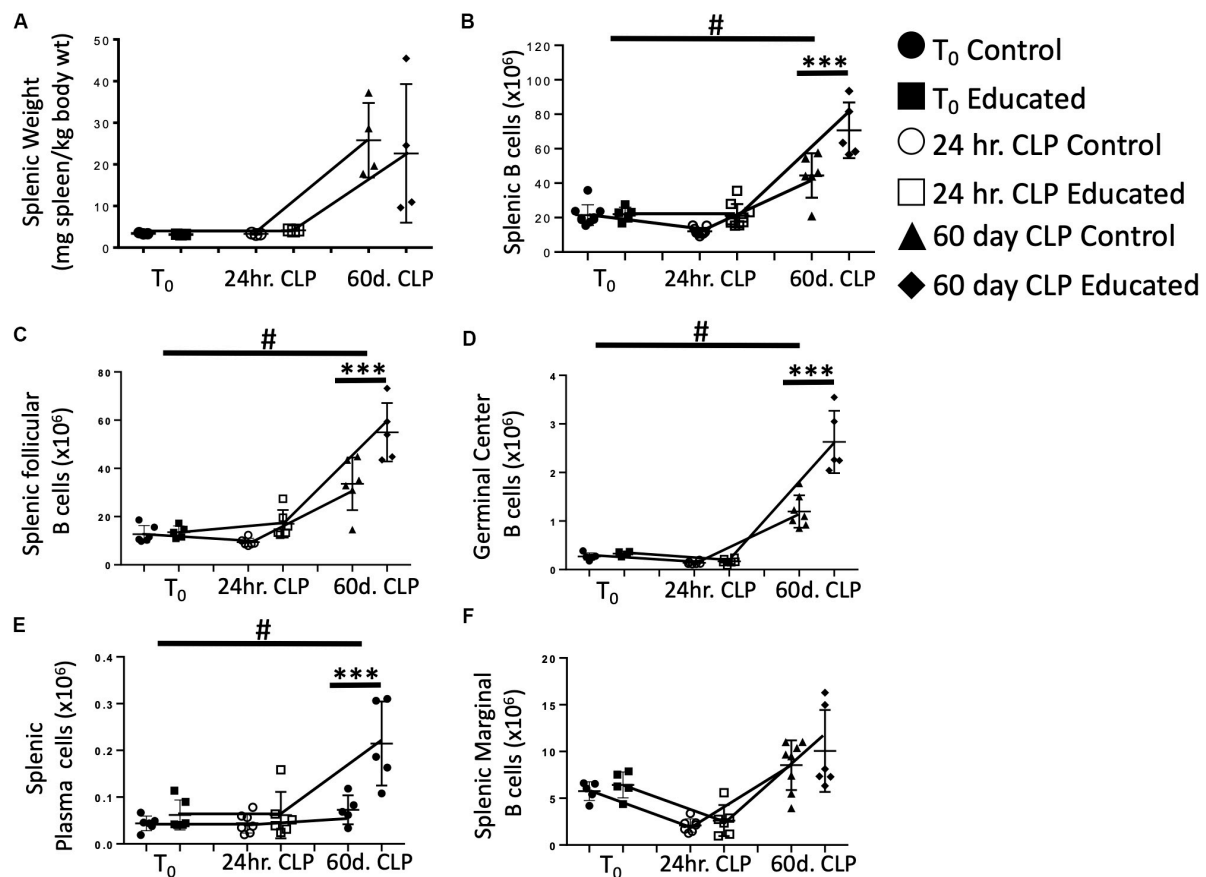 A
Splenic Weight
(mg spleen/kg body wt)
50
40
30
20
10
0
T0
24hr. CLP
60d. CLP
B
#
***
Splenic B cells (x10⁶)
120
100
80
60
40
20
0
T0
24hr. CLP
60d. CLP
T0 Control
T0 Educated
24 hr. CLP Control
24 hr. CLP Educated
60 day CLP Control
60 day CLP Educated
C
#
***
Splenic follicular
B cells (x10⁶)
80
60
40
20
0
T0
24hr. CLP
60d. CLP
D
#
***
Germinal Center
B cells (x10⁶)
4
3
2
1
0
T0
24hr. CLP
60d. CLP
E
#
***
Splenic
Plasma cells (x10⁶)
0.4
0.3
0.2
0.1
0.0
T0
24hr. CLP
60d. CLP
F
Splenic Marginal
B cells (x10⁶)
20
15
10
5
0
T0
24hr. CLP
60d. CLP